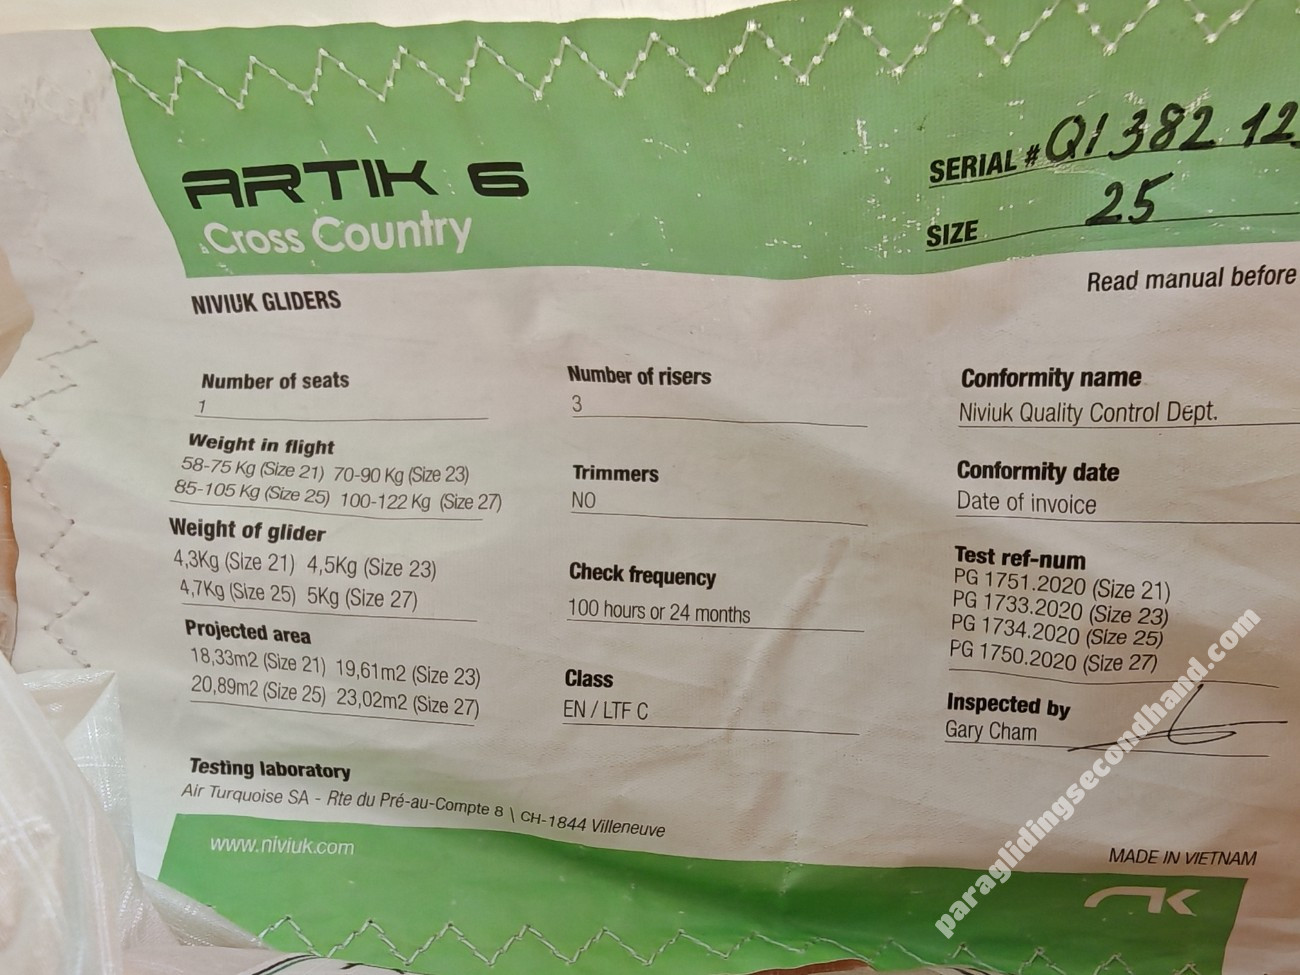 ARTIK 6
Cross Country
SERIAL # Q1382 12
SIZE 25
Read manual before
NIVIUK GLIDERS
Number of seats
1
Weight in flight
58-75 Kg (Size 21) 70-90 Kg (Size 23)
85-105 Kg (Size 25) 100-122 Kg (Size 27)
Weight of glider
4,3Kg (Size 21) 4,5Kg (Size 23)
4,7Kg (Size 25) 5Kg (Size 27)
Projected area
18,33m2 (Size 21) 19,61m2 (Size 23)
20,89m2 (Size 25) 23,02m2 (Size 27)
Testing laboratory
Air Turquoise SA - Rte du Pré-au-Compte 8 \ CH-1844 Villeneuve
Number of risers
3
Trimmers
NO
Check frequency
100 hours or 24 months
Class
EN / LTF C
Conformity name
Niviuk Quality Control Dept.
Conformity date
Date of invoice
Test ref-num
PG 1751.2020 (Size 21)
PG 1733.2020 (Size 23)
PG 1734.2020 (Size 25)
PG 1750.2020 (Size 27)
Inspected by
Gary Cham
www.niviuk.com
MADE IN VIETNAM
paraglidingsecondhand.com